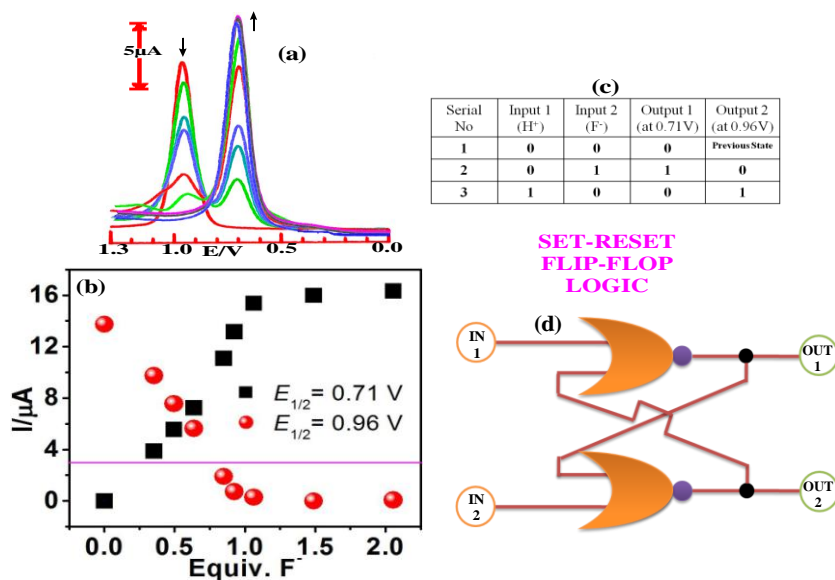 (a)
5µA
1.3
1.0
E/V
0.5
0.0
(b)
16
12
8
4
0
I/µA
E1/2= 0.71 V
E1/2= 0.96 V
0.0
0.5
1.0
1.5
2.0
Equiv. F-
(c)
Serial No Input 1 (H+) Input 2 (F-) Output 1 (at 0.71V) Output 2 (at 0.96V)
1 0 0 0 Previous State
2 0 1 1 0
3 1 0 0 1
SET-RESET
FLIP-FLOP
LOGIC
(d)
IN
1
OUT
1
IN
2
OUT
2